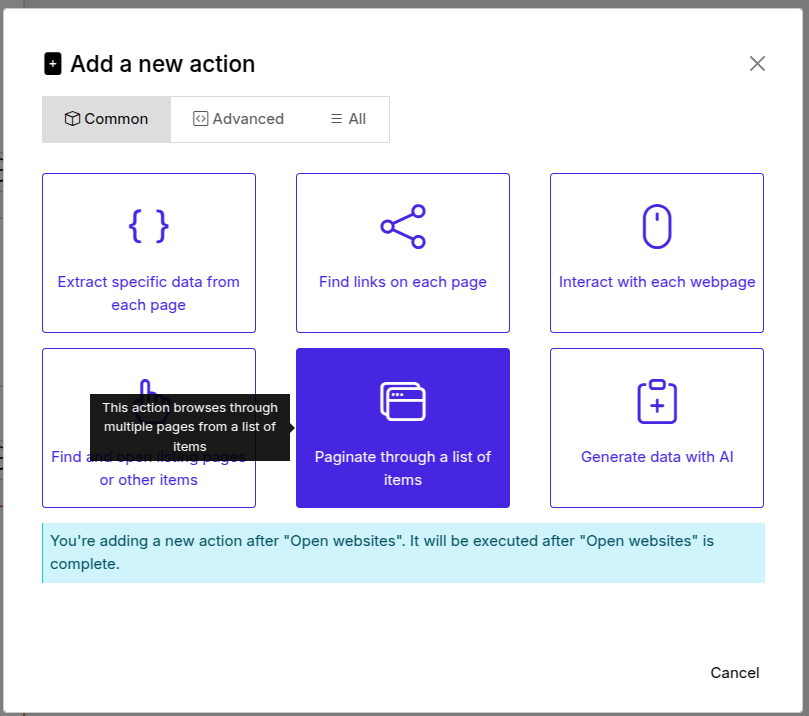 Add a new action
Common
Advanced
All
Extract specific data from
each page
Find links on each page
Interact with each webpage
This action browses through
multiple pages from a list of
items
Find and open listing pages
or other items
Paginate through a list of
items
Generate data with AI
You're adding a new action after "Open websites". It will be executed after "Open websites" is
complete.
Cancel